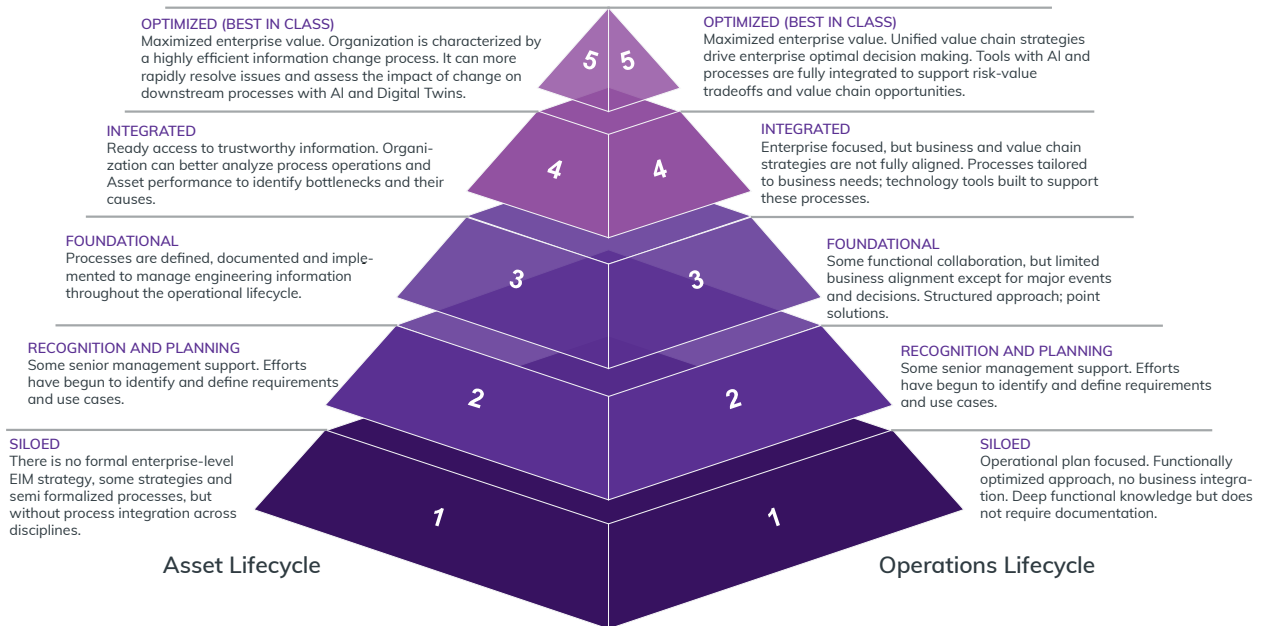 OPTIMIZED (BEST IN CLASS)
Maximized enterprise value. Organization is characterized by
a highly efficient information change process. It can more
rapidly resolve issues and assess the impact of change on
downstream processes with AI and Digital Twins.
OPTIMIZED (BEST IN CLASS)
Maximized enterprise value. Unified value chain strategies
drive enterprise optimal decision making. Tools with AI and
processes are fully integrated to support risk-value
tradeoffs and value chain opportunities.
5
5
INTEGRATED
Ready access to trustworthy information. Organi-
zation can better analyze process operations and
Asset performance to identify bottlenecks and their
causes.
INTEGRATED
Enterprise focused, but business and value chain
strategies are not fully aligned. Processes tailored
to business needs; technology tools built to support
these processes.
4
4
FOUNDATIONAL
Processes are defined, documented and imple-
mented to manage engineering information
throughout the operational lifecycle.
FOUNDATIONAL
Some functional collaboration, but limited
business alignment except for major events
and decisions. Structured approach; point
solutions.
3
3
RECOGNITION AND PLANNING
Some senior management support. Efforts
have begun to identify and define requirements
and use cases.
RECOGNITION AND PLANNING
Some senior management support. Efforts
have begun to identify and define requirements
and use cases.
2
2
SILOED
There is no formal enterprise-level
EIM strategy, some strategies and
semi formalized processes, but
without process integration across
disciplines.
SILOED
Operational plan focused. Functionally
optimized approach, no business integra-
tion. Deep functional knowledge but does
not require documentation.
1
1
Asset Lifecycle
Operations Lifecycle